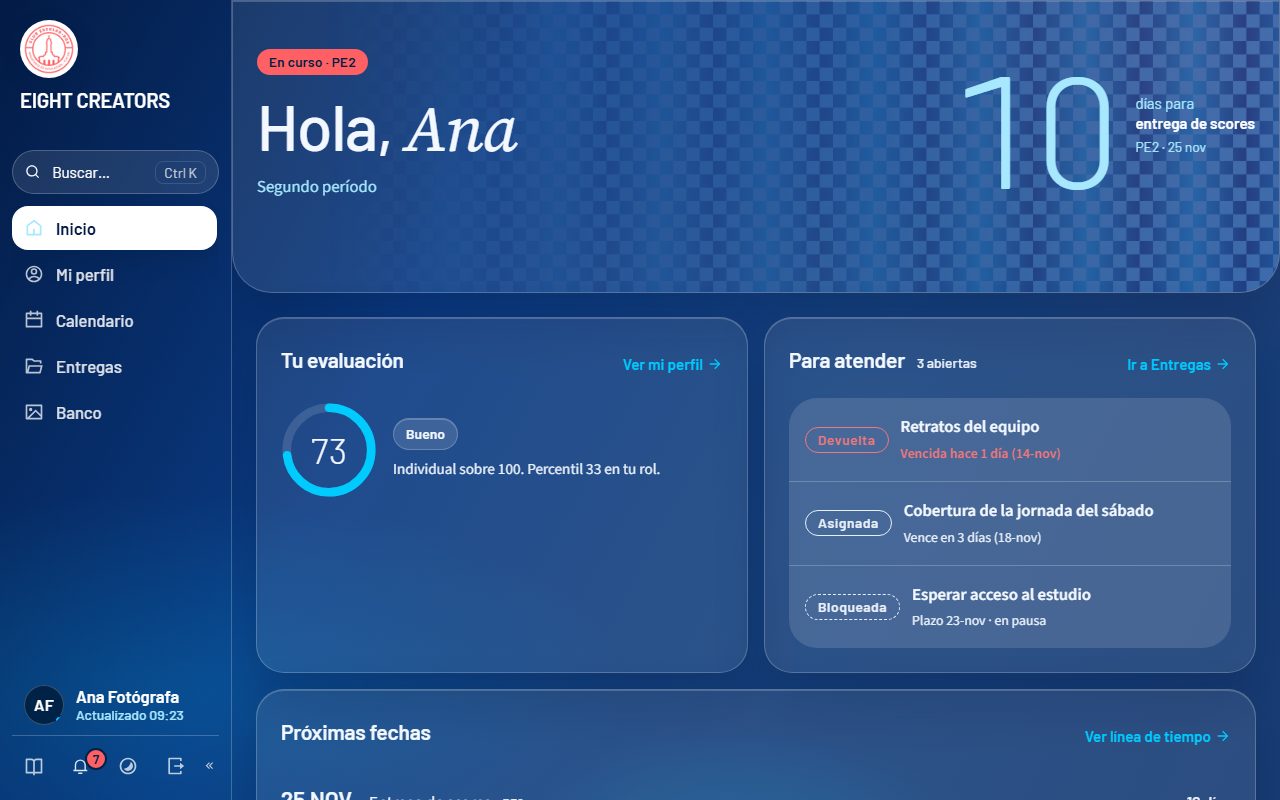 EIGHT CREATORS
Buscar...
Ctrl K
Inicio
Mi perfil
Calendario
Entregas
Banco
AF
Ana Fotógrafa
Actualizado 09:23
7
«
En curso · PE2
Hola, Ana
Segundo período
10
días para
entrega de scores
PE2 · 25 nov
Tu evaluación
Ver mi perfil →
73
Bueno
Individual sobre 100. Percentil 33 en tu rol.
Para atender 3 abiertas
Ir a Entregas →
Devuelta
Retratos del equipo
Vencida hace 1 día (14-nov)
Asignada
Cobertura de la jornada del sábado
Vence en 3 días (18-nov)
Bloqueada
Esperar acceso al estudio
Plazo 23-nov · en pausa
Próximas fechas
Ver línea de tiempo →
25 NOV